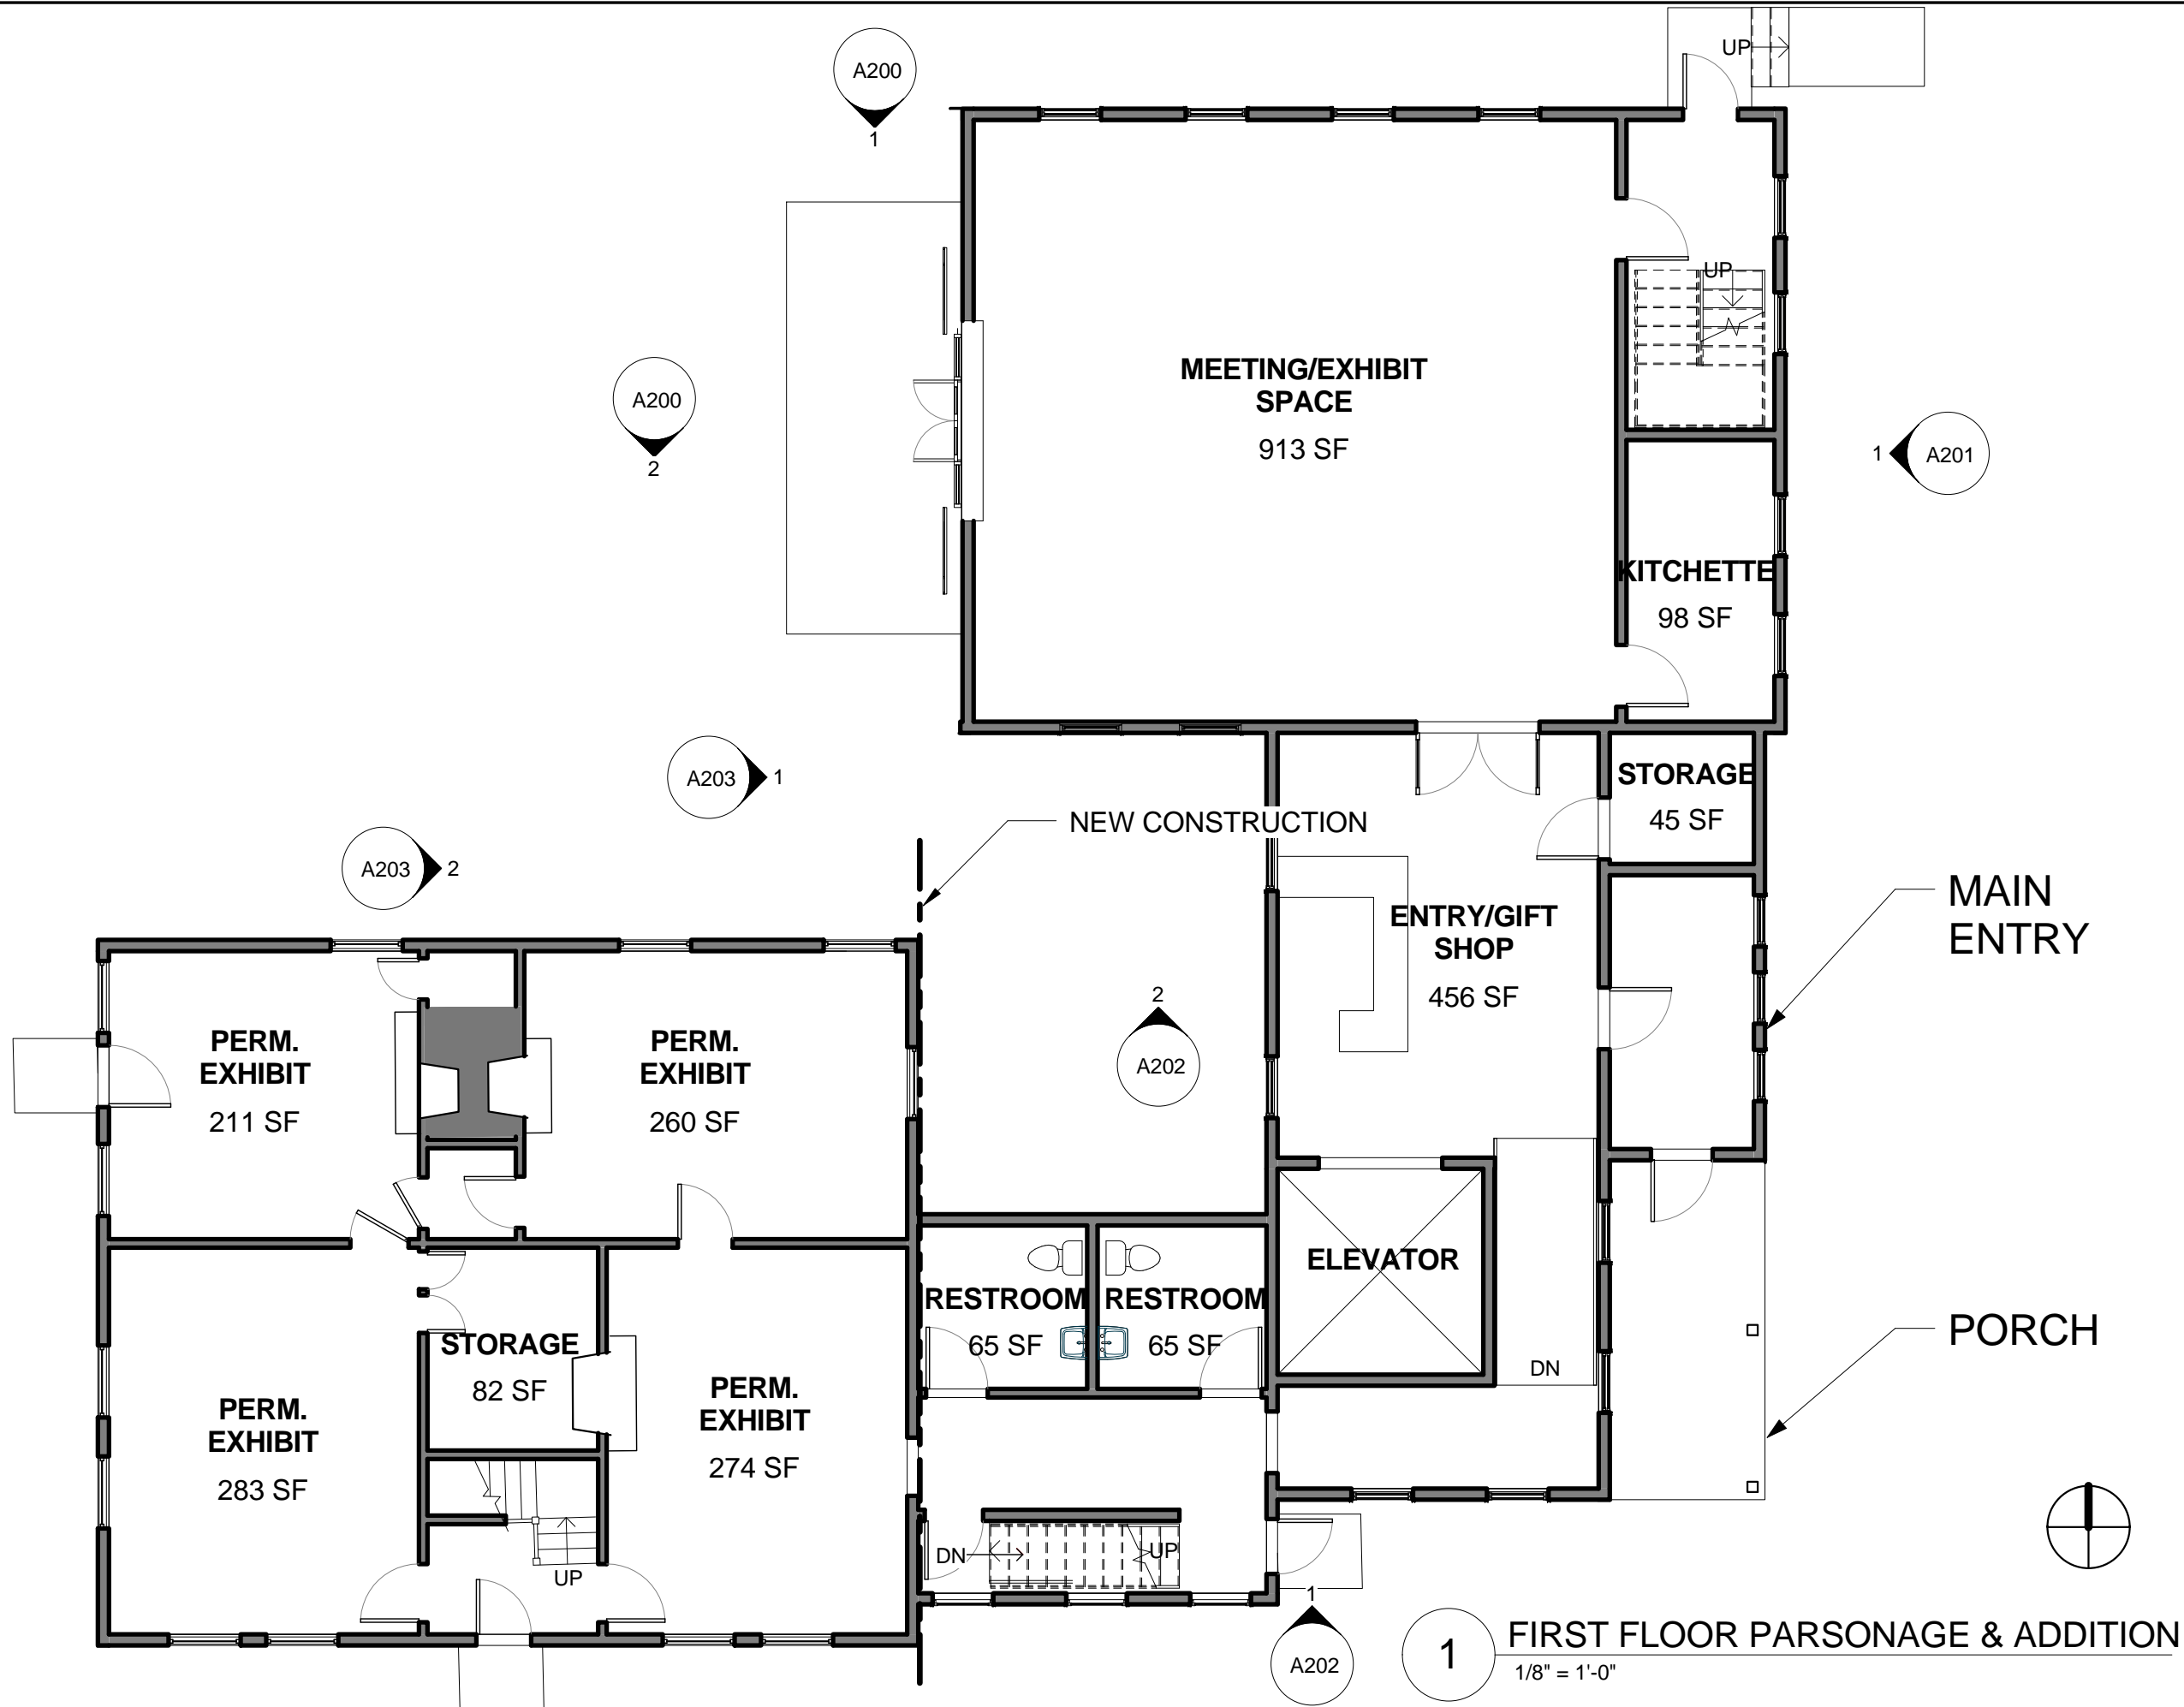 UP
A200
1
UP
A200
2
MEETING/EXHIBIT
SPACE
913 SF
1
A201
KITCHETTE
98 SF
A203
1
STORAGE
45 SF
NEW CONSTRUCTION
A203
2
MAIN
ENTRY
ENTRY/GIFT
SHOP
456 SF
2
A202
PERM.
EXHIBIT
211 SF
PERM.
EXHIBIT
260 SF
ELEVATOR
RESTROOM
65 SF
RESTROOM
65 SF
PORCH
DN
STORAGE
82 SF
PERM.
EXHIBIT
283 SF
PERM.
EXHIBIT
274 SF
DN
UP
UP
1
A202
1
FIRST FLOOR PARSONAGE & ADDITION
1/8" = 1'-0"